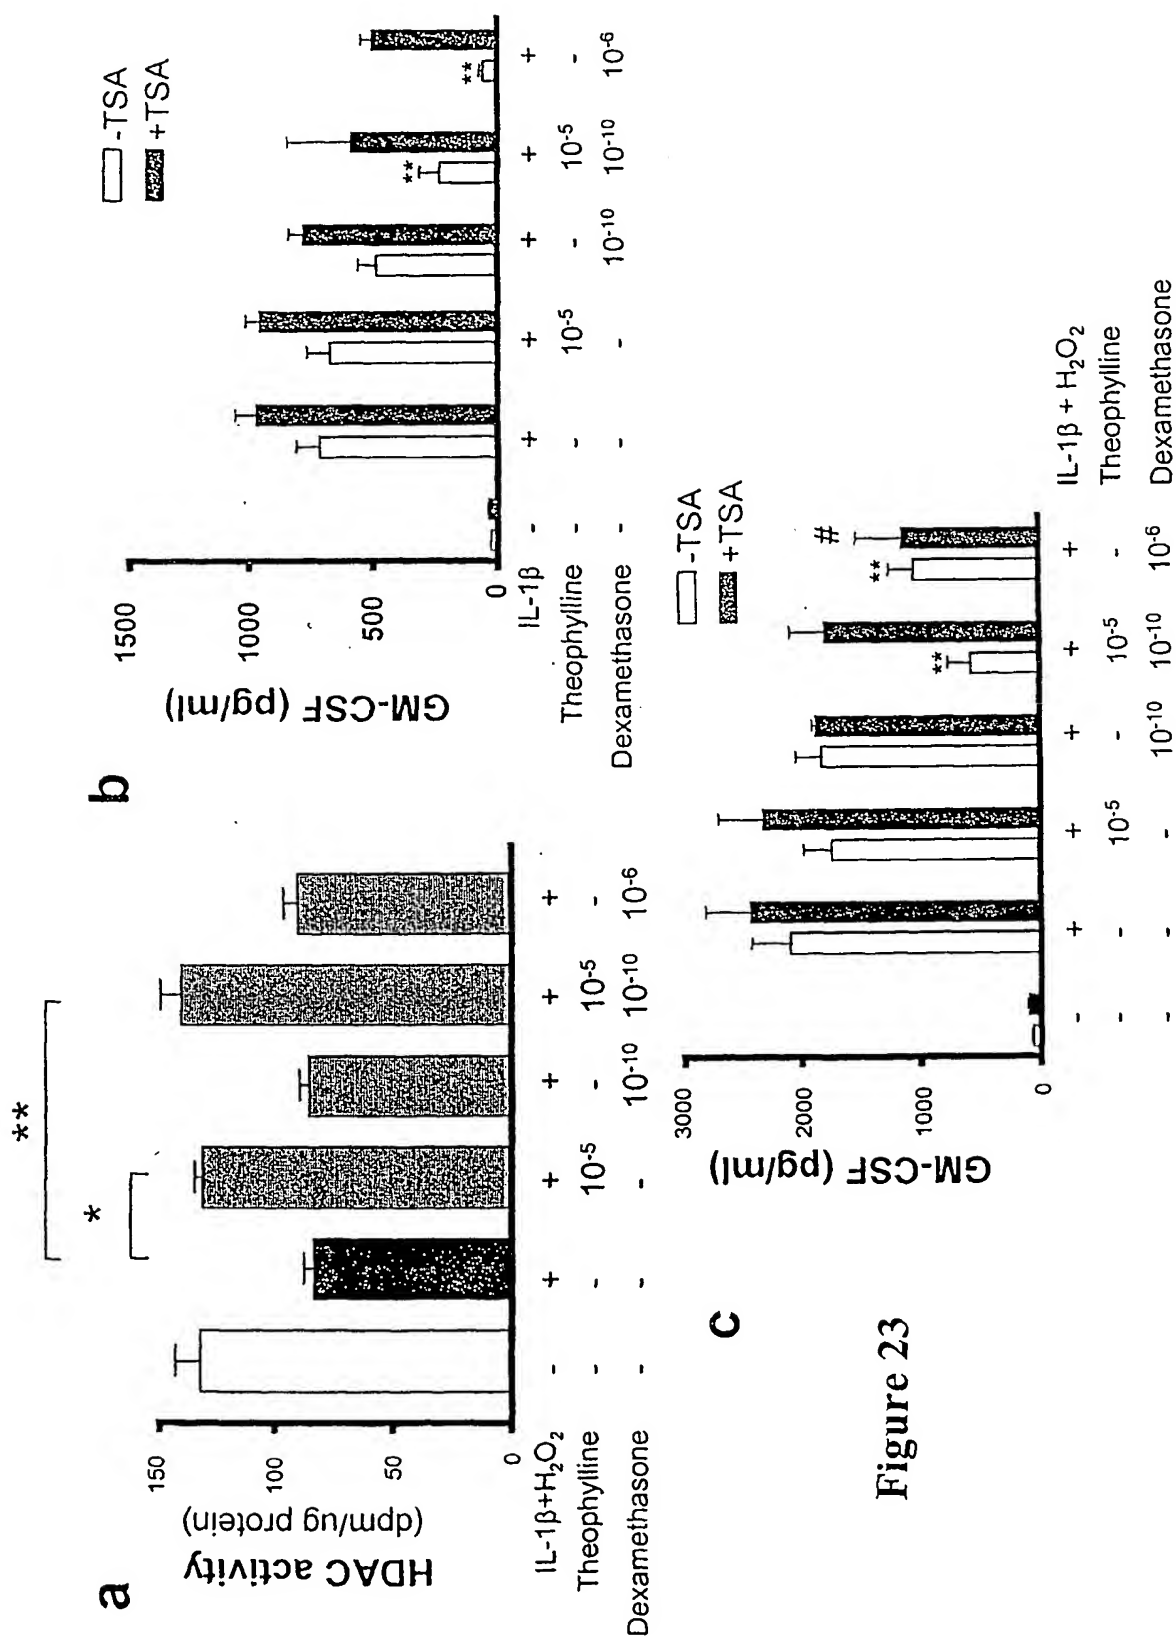 a
HDAC activity
(dpm/ug protein)
150
100
50
0
*
**
IL-1β+H₂O₂ - + + + + +
Theophylline - - 10⁻⁵ - 10⁻⁵ -
Dexamethasone - - - 10⁻¹⁰ 10⁻¹⁰ 10⁻⁶
b
GM-CSF (pg/ml)
1500
1000
500
0
-TSA
+TSA
**
**
IL-1β - + + + + +
Theophylline - - 10⁻⁵ - 10⁻⁵ -
Dexamethasone - - - 10⁻¹⁰ 10⁻¹⁰ 10⁻⁶
c
GM-CSF (pg/ml)
3000
2000
1000
0
-TSA
+TSA
**
**
#
- + + + + + IL-1β + H₂O₂
- - 10⁻⁵ - 10⁻⁵ - Theophylline
- - - 10⁻¹⁰ 10⁻¹⁰ 10⁻⁶ Dexamethasone
Figure 23